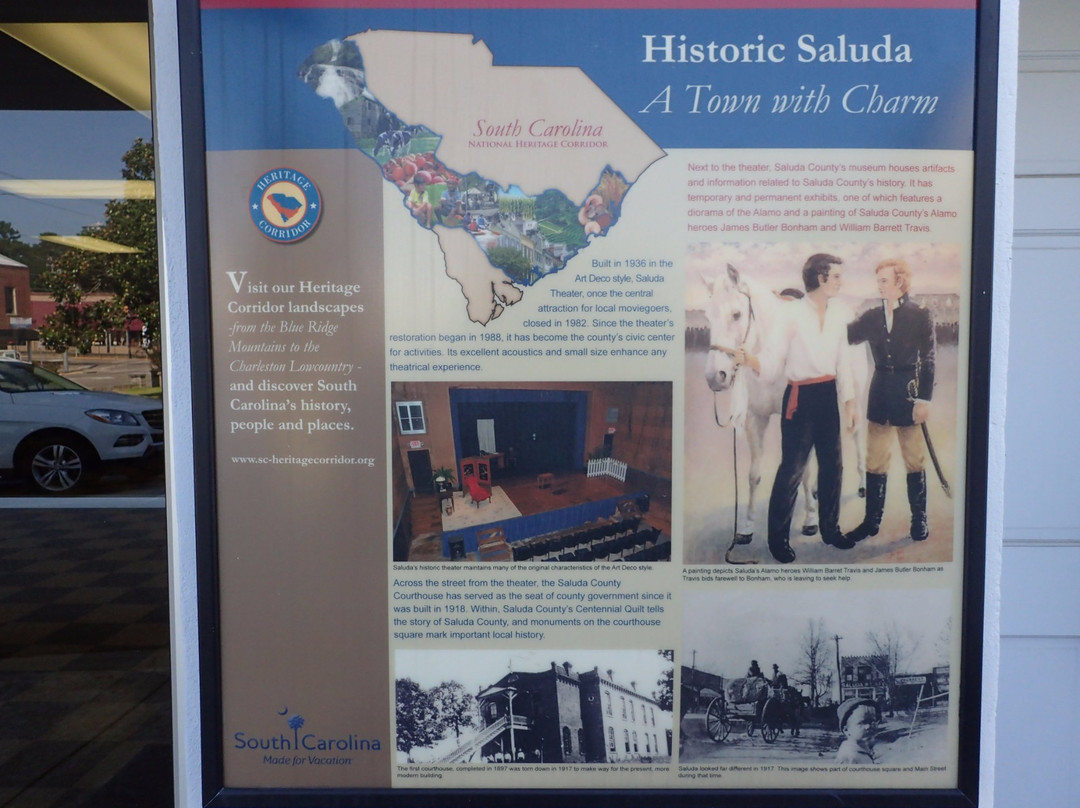 Historic Saluda
A Town with Charm
South Carolina
NATIONAL HERITAGE CORRIDOR
HERITAGE
CORRIDOR
Visit our Heritage
Corridor landscapes
-from the Blue Ridge
Mountains to the
Charleston Lowcountry -
and discover South
Carolina's history,
people and places.
www.sc-heritagecorridor.org
South Carolina
Made for Vacation
Built in 1936 in the
Art Deco style, Saluda
Theater, once the central
attraction for local moviegoers,
closed in 1982. Since the theater's
restoration began in 1988, it has become the county's civic center
for activities. Its excellent acoustics and small size enhance any
theatrical experience.
Saluda's historic theater maintains many of the original characteristics of the Art Deco style.
Across the street from the theater, the Saluda County
Courthouse has served as the seat of county government since it
was built in 1918. Within, Saluda County's Centennial Quilt tells
the story of Saluda County, and monuments on the courthouse
square mark important local history.
The first courthouse, completed in 1897 was torn down in 1917 to make way for the present, more
modern building.
Next to the theater, Saluda County's museum houses artifacts
and information related to Saluda County's history. It has
temporary and permanent exhibits, one of which features a
diorama of the Alamo and a painting of Saluda County's Alamo
heroes James Butler Bonham and William Barrett Travis.
A painting depicts Saluda's Alamo heroes William Barret Travis and James Butler Bonham as
Travis bids farewell to Bonham, who is leaving to seek help.
Saluda looked far different in 1917. This image shows part of courthouse square and Main Street
during that time.